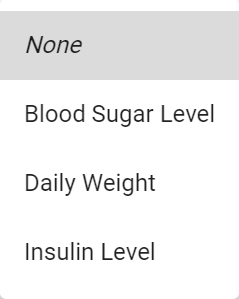 None
Blood Sugar Level
Daily Weight
Insulin Level